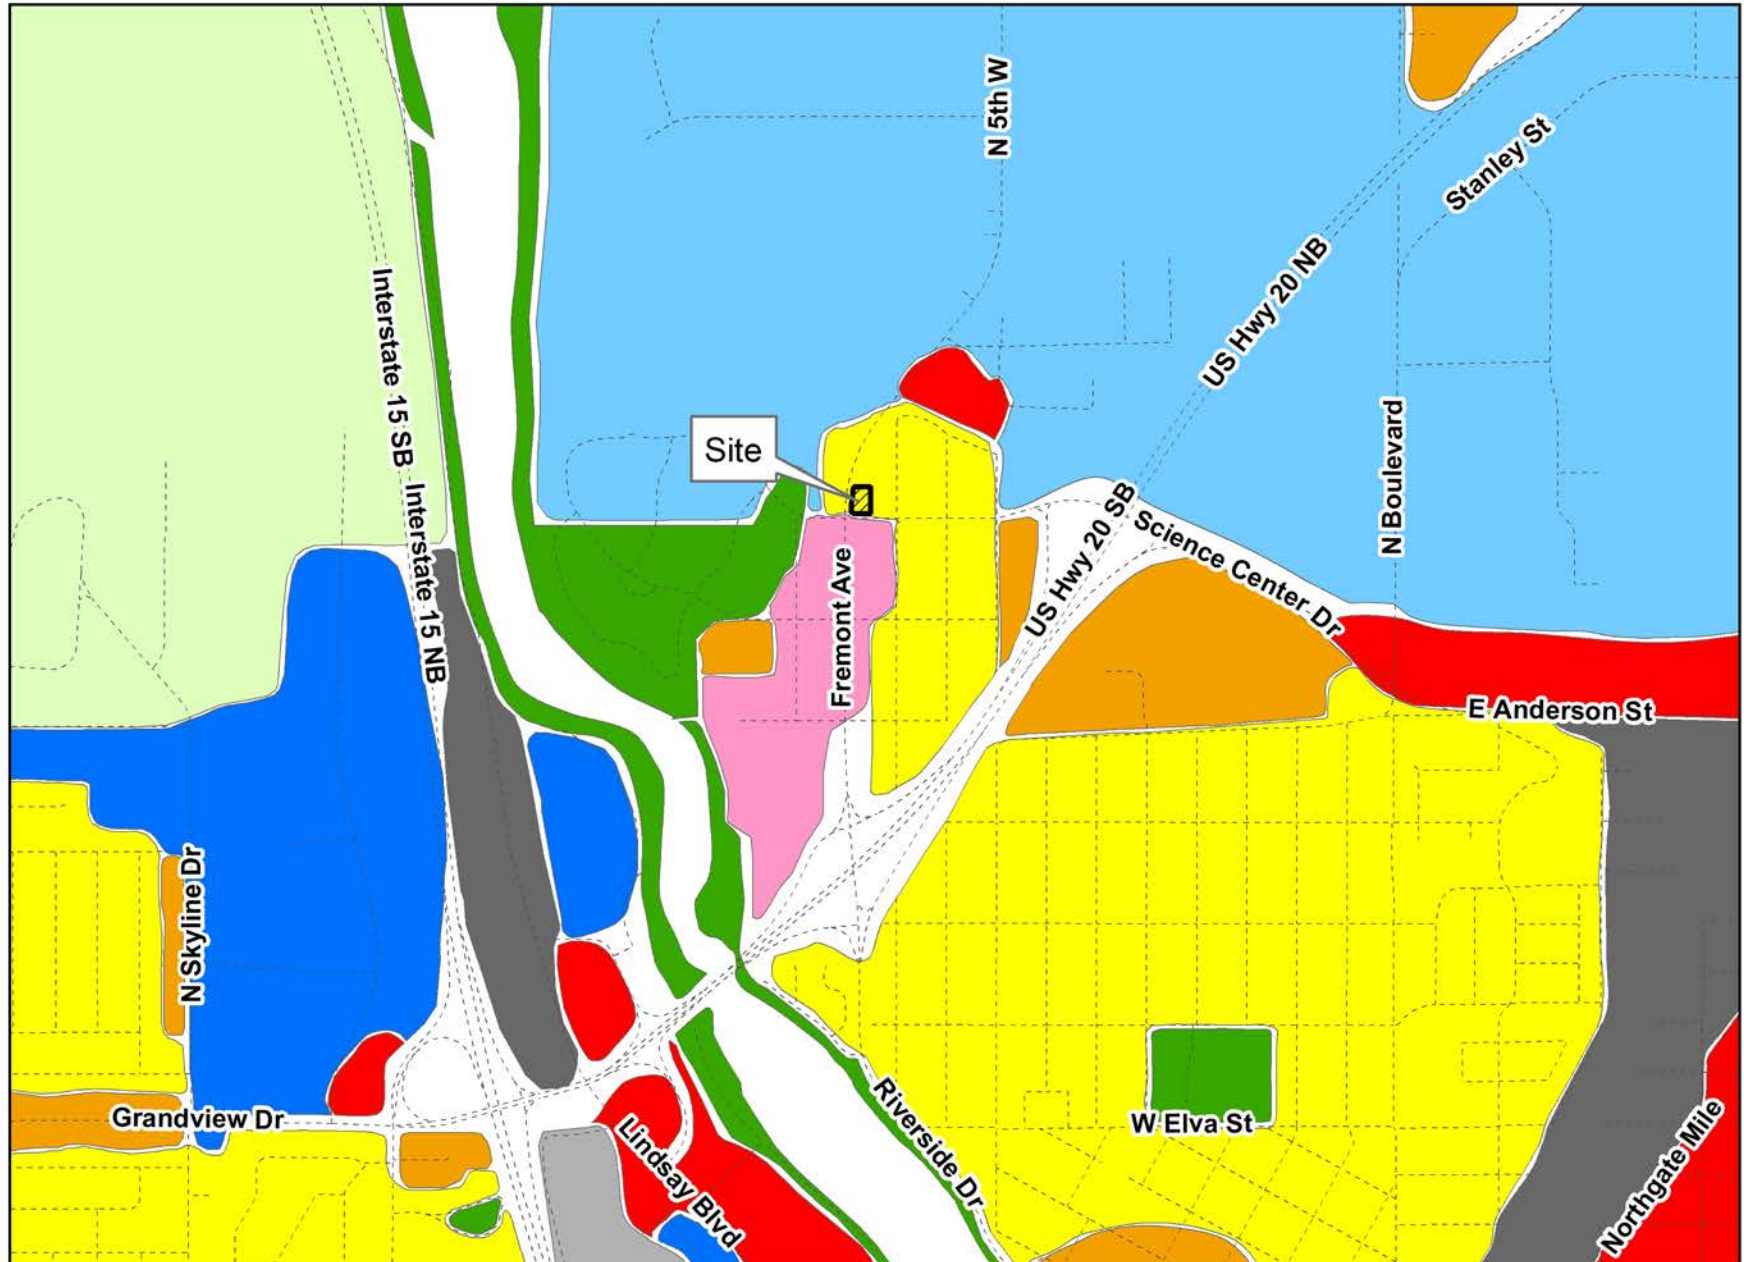 N 5th W
Stanley St
US Hwy 20 NB
Interstate 15 SB
Interstate 15 NB
Site
N Boulevard
US Hwy 20 SB
Science Center Dr
Fremont Ave
E Anderson St
N Skyline Dr
Grandview Dr
Lindsay Blvd
Riverside Dr
W Elva St
Northgate Mile